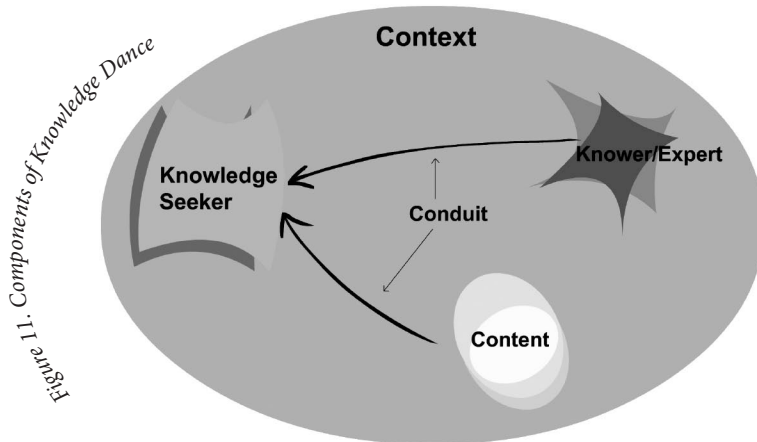 Figure 11. Components of Knowledge Dance
Context
Knowledge
Seeker
Knower/Expert
Conduit
Content